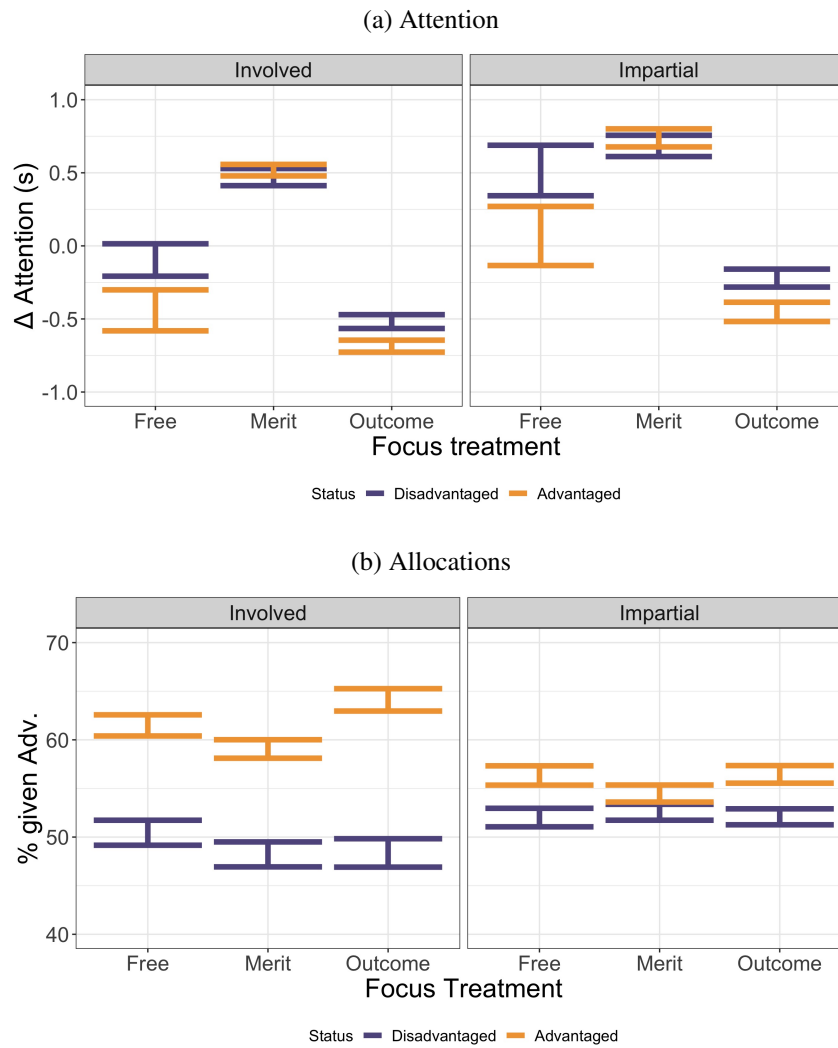 (a) Attention
Involved
Impartial
Δ Attention (s)
1.0
0.5
0.0
-0.5
-1.0
Free Merit Outcome
Free Merit Outcome
Focus treatment
Status Disadvantaged Advantaged
(b) Allocations
Involved
Impartial
% given Adv.
70
60
50
40
Free Merit Outcome
Free Merit Outcome
Focus Treatment
Status Disadvantaged Advantaged